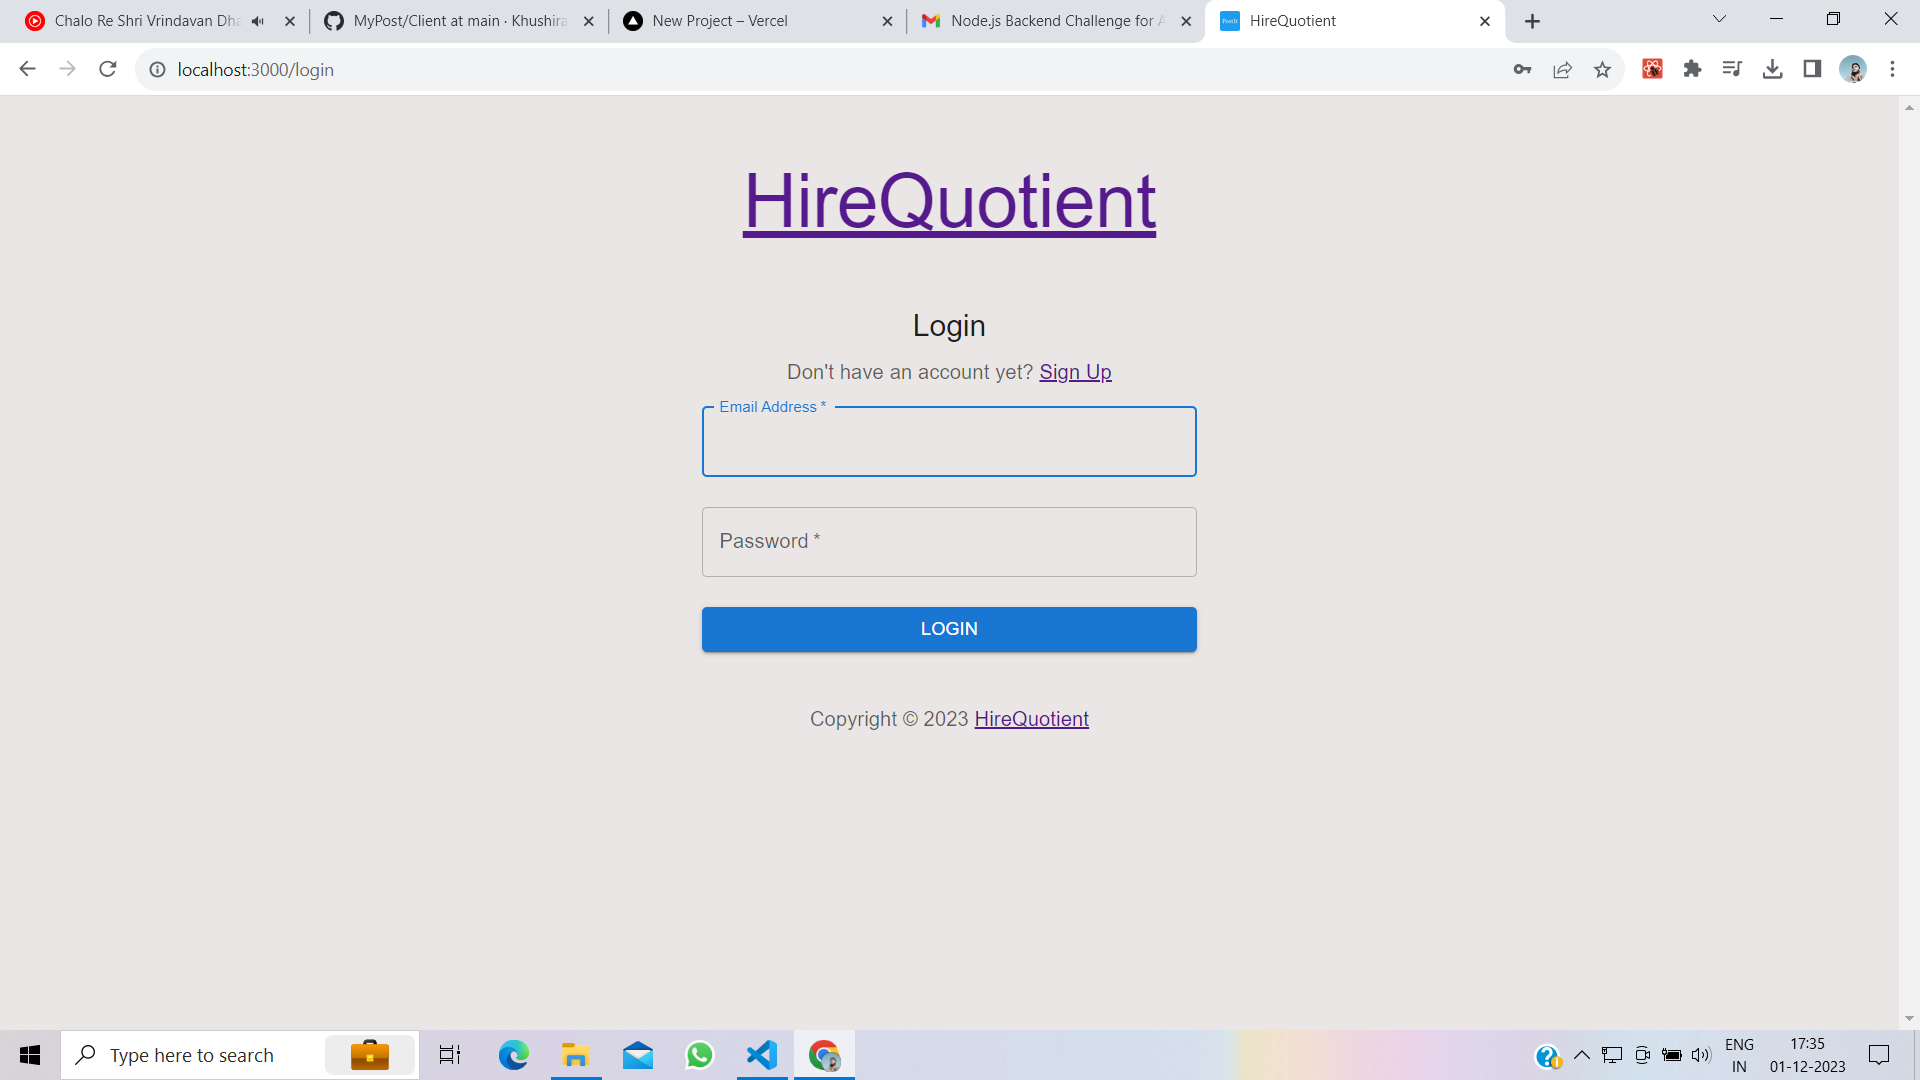 Chalo Re Shri Vrindavan Dha
MyPost/Client at main · Khushira
New Project – Vercel
Node.js Backend Challenge for A
HireQuotient
localhost:3000/login
HireQuotient
Login
Don't have an account yet? Sign Up
Email Address *
Password *
LOGIN
Copyright © 2023 HireQuotient
Type here to search
ENG
IN
17:35
01-12-2023